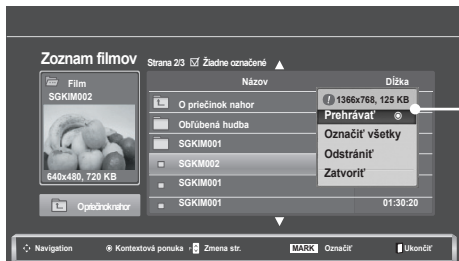 Zoznam filmov
Strana 2/3 ☑ Žiadne označené
Film
SGKIM002
640x480, 720 KB
O priečinok nahor
Názov
Dĺžka
O priečinok nahor
Obľúbená hudba
SGKIM001
SGKM002
SGKIM001
SGKIM001
01:30:20
1366x768, 125 KB
Prehrávať
Označiť všetky
Odstrániť
Zatvoriť
Navigation
Kontextová ponuka
Zmena str.
MARK Označiť
Ukončiť